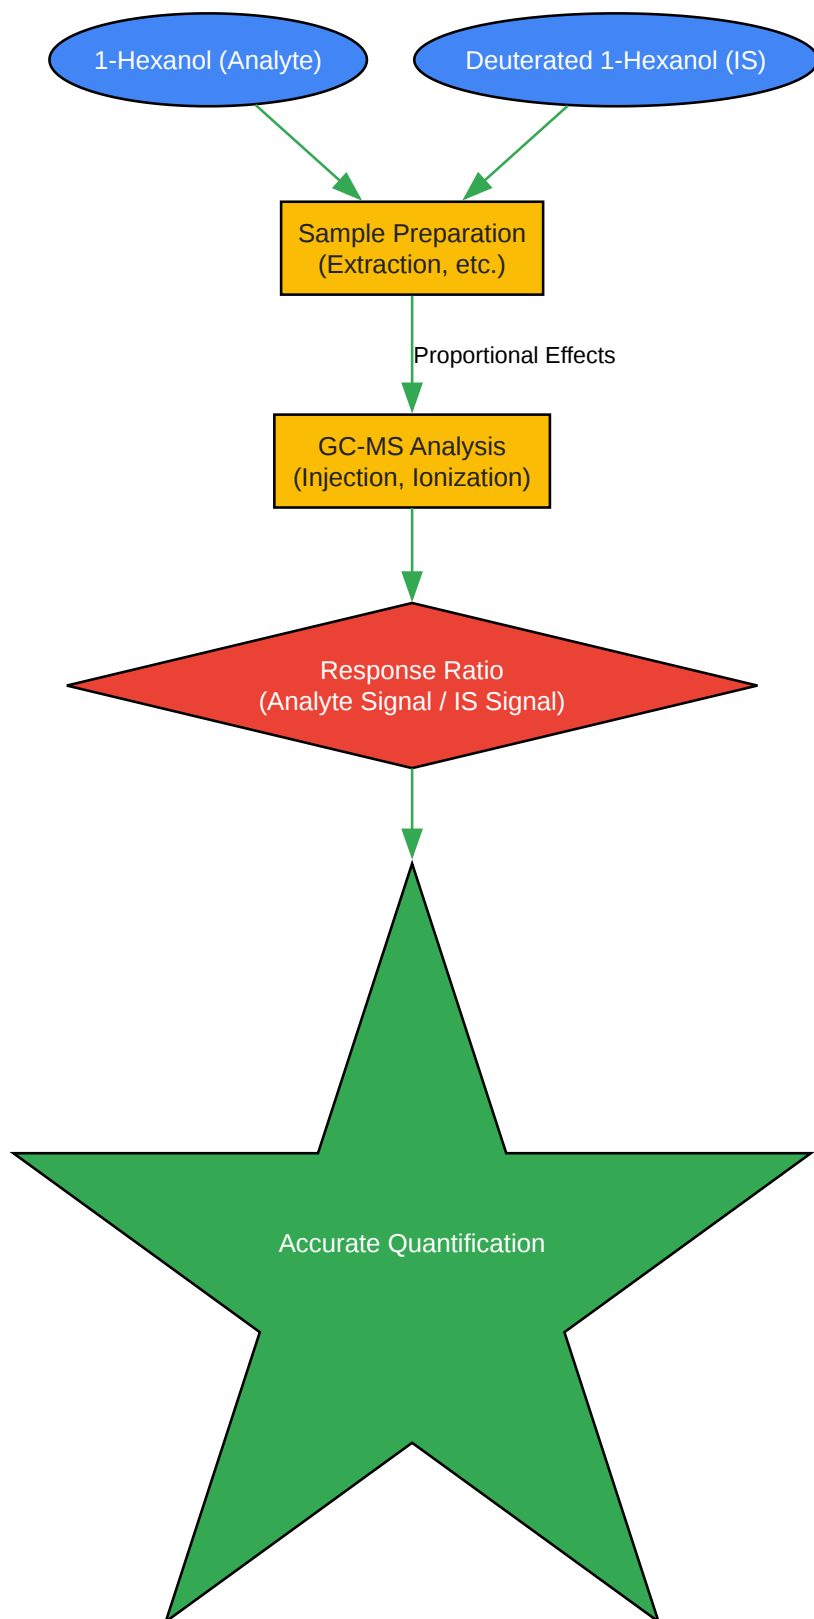 1-Hexanol (Analyte)
Deuterated 1-Hexanol (IS)
Sample Preparation
(Extraction, etc.)
Proportional Effects
GC-MS Analysis
(Injection, Ionization)
Response Ratio
(Analyte Signal / IS Signal)
Accurate Quantification